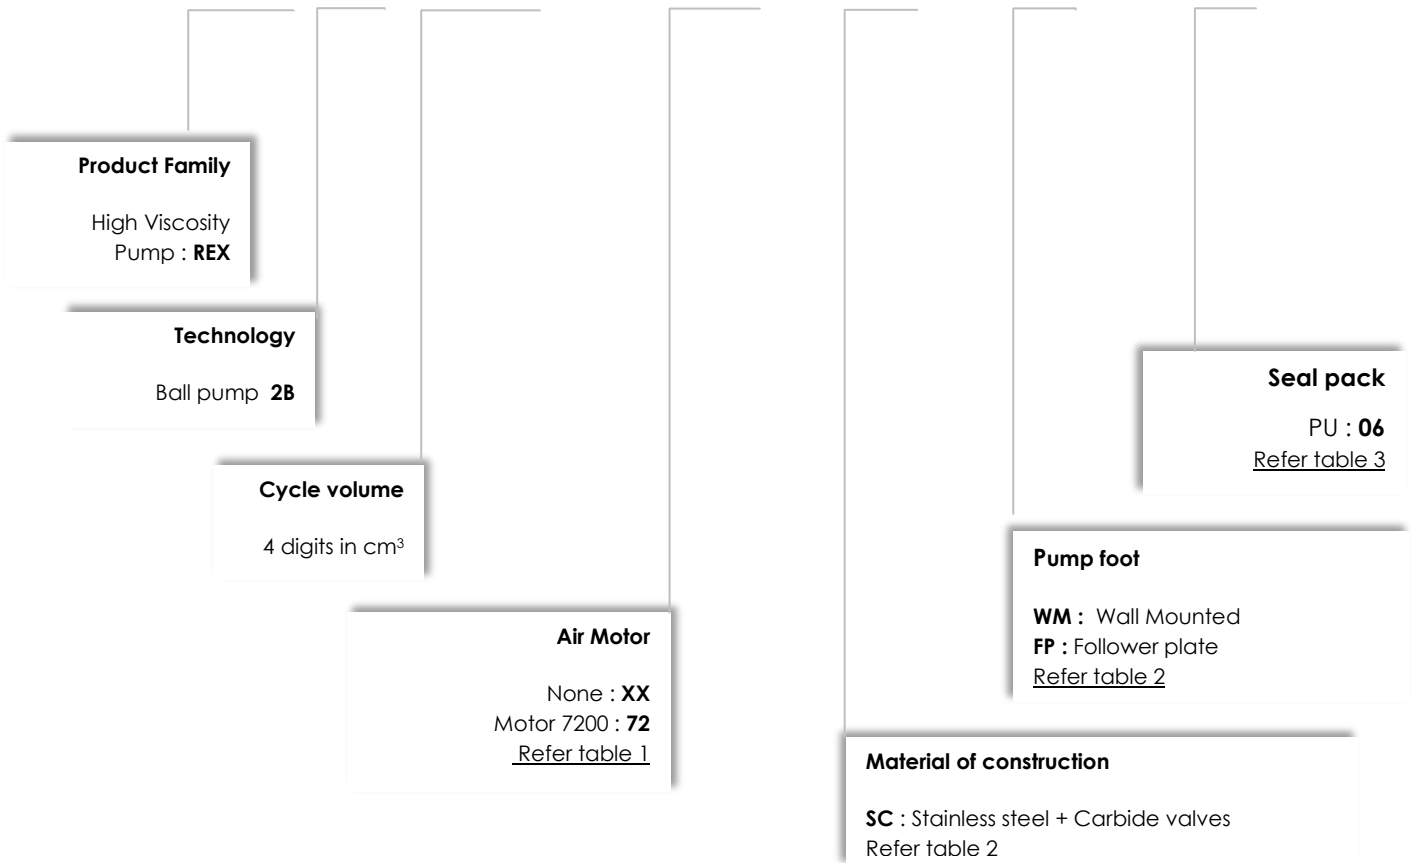 Product Family
High Viscosity
Pump : REX
Technology
Ball pump 2B
Cycle volume
4 digits in cm³
Air Motor
None : XX
Motor 7200 : 72
Refer table 1
Seal pack
PU : 06
Refer table 3
Pump foot
WM : Wall Mounted
FP : Follower plate
Refer table 2
Material of construction
SC : Stainless steel + Carbide valves
Refer table 2